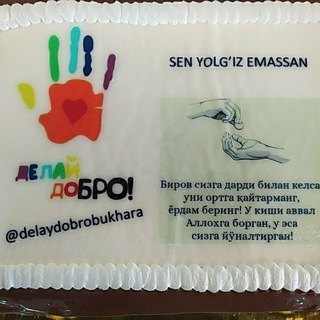 ДЕЛАЙ
ДОБРО!
@delaydobrobukhara
SEN YOLG'IZ EMASSAN
Биров сизга дарди билан келса,
уни ортга қайтарманг,
ёрдам беринг! У киши аввал
Аллохга борган, у эса
сизга йўналтирган!